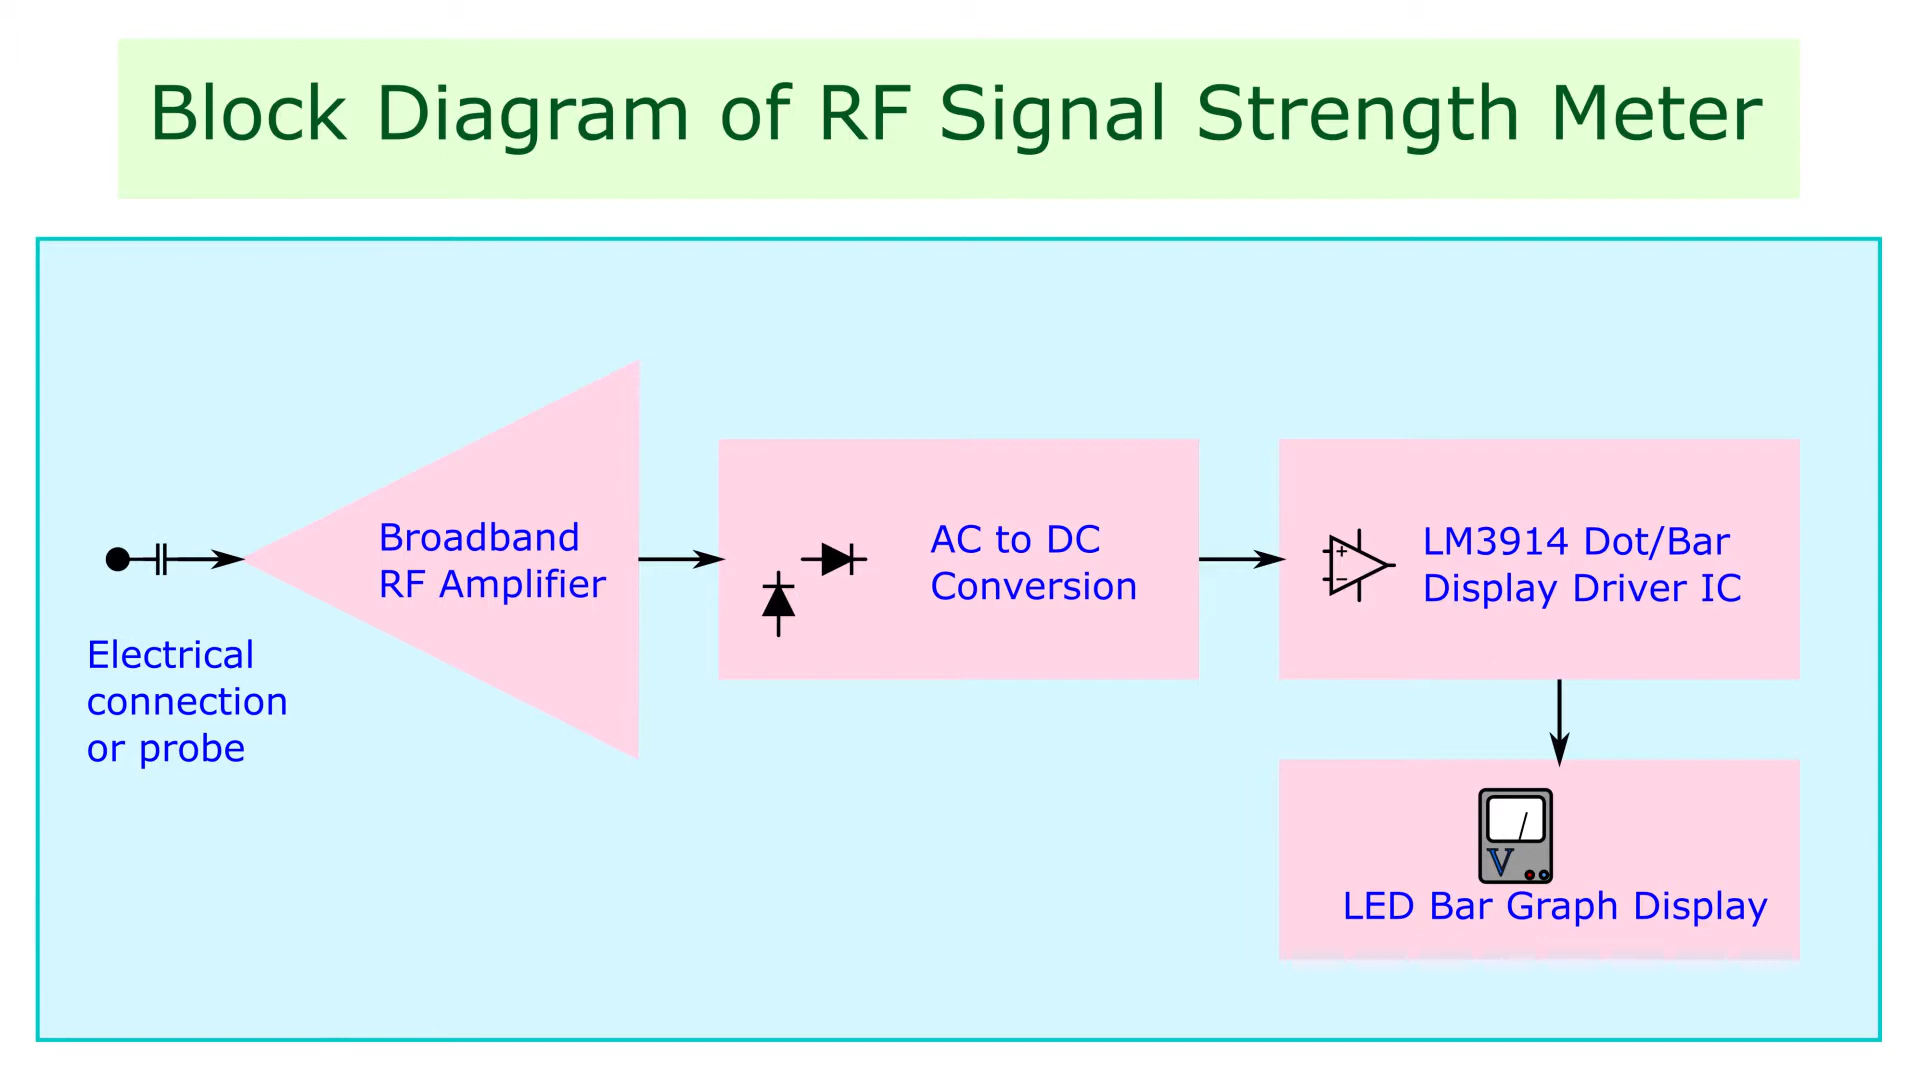 Block Diagram of RF Signal Strength Meter
Electrical
connection
or probe
Broadband
RF Amplifier
AC to DC
Conversion
+
−
LM3914 Dot/Bar
Display Driver IC
V
LED Bar Graph Display